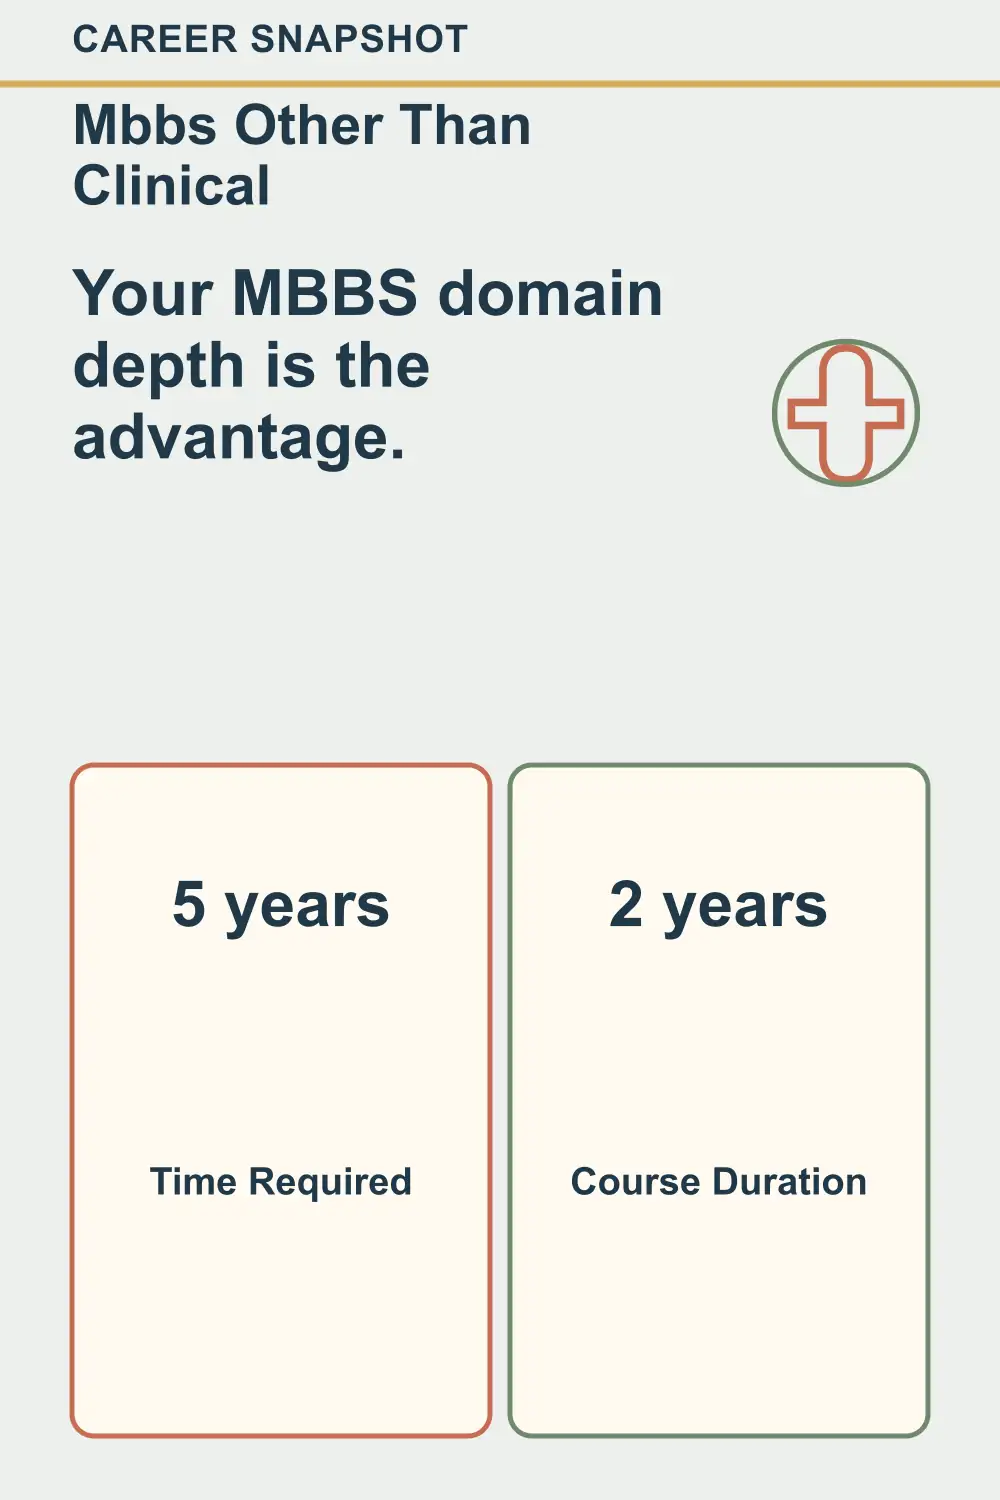 CAREER SNAPSHOT
Mbbs Other Than
Clinical
Your MBBS domain
depth is the
advantage.
5 years
2 years
Time Required
Course Duration